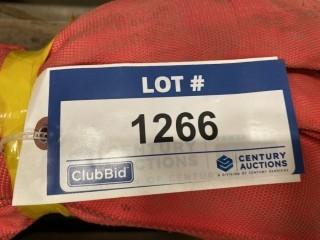 LOT #
1266
ClubBid
CENTURY
AUCTIONS
A DIVISION OF CENTURY SERVICES